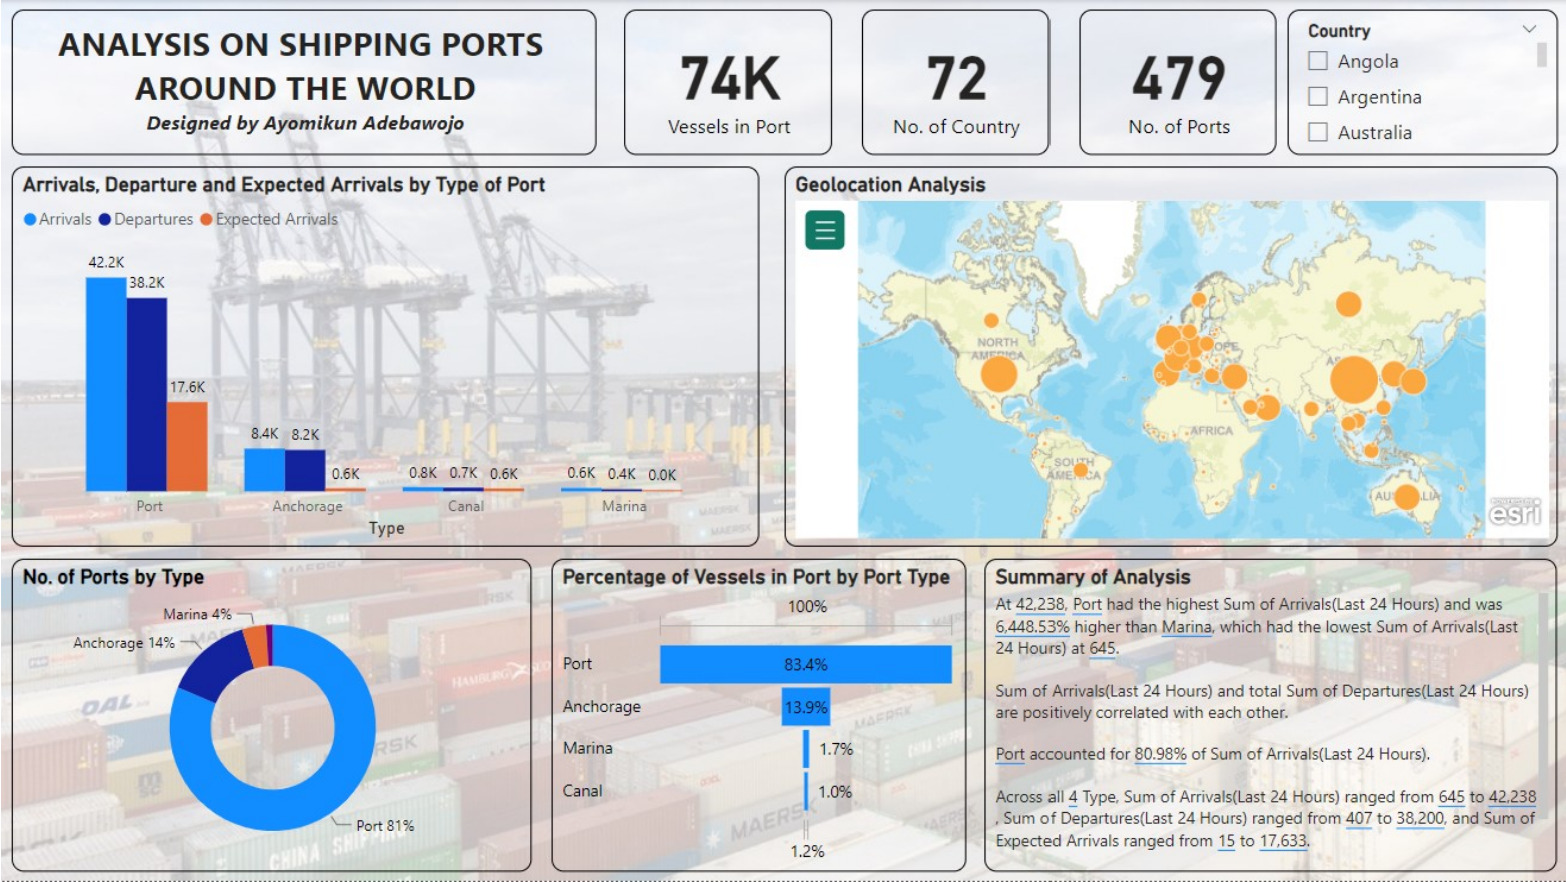 ANALYSIS ON SHIPPING PORTS
AROUND THE WORLD
Designed by Ayomikun Adebawojo
74K
Vessels in Port
72
No. of Country
479
No. of Ports
Country
Angola
Argentina
Australia
Arrivals, Departure and Expected Arrivals by Type of Port
Arrivals Departures Expected Arrivals
42.2K
38.2K
17.6K
8.4K 8.2K
0.6K
0.8K 0.7K 0.6K
0.6K 0.4K 0.0K
Port Anchorage Canal Marina
Type
Geolocation Analysis
NORTH
AMERICA
AFRICA
SOUTH
AMERICA
POWERED BY
esri
No. of Ports by Type
Marina 4%
Anchorage 14%
Port 81%
OAL
HAMBURG
MAERSK
CHINA SHIPPING
Percentage of Vessels in Port by Port Type
100%
Port 83.4%
Anchorage 13.9%
Marina 1.7%
Canal 1.0%
1.2%
Summary of Analysis
At 42,238, Port had the highest Sum of Arrivals(Last 24 Hours) and was
6,448.53% higher than Marina, which had the lowest Sum of Arrivals(Last
24 Hours) at 645.
Sum of Arrivals(Last 24 Hours) and total Sum of Departures(Last 24 Hours)
are positively correlated with each other.
Port accounted for 80.98% of Sum of Arrivals(Last 24 Hours).
Across all 4 Type, Sum of Arrivals(Last 24 Hours) ranged from 645 to 42,238
, Sum of Departures(Last 24 Hours) ranged from 407 to 38,200, and Sum of
Expected Arrivals ranged from 15 to 17,633.